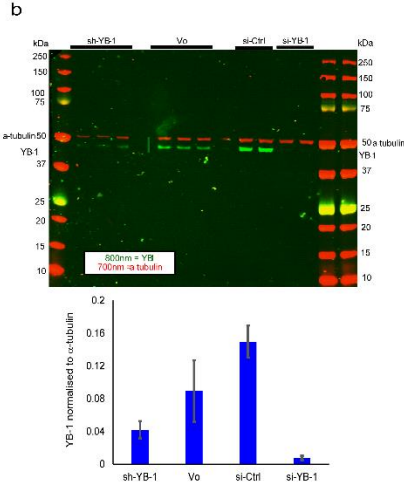 b
sh-YB-1 Vo si-Ctrl si-YB-1
kDa kDa
250 250
150 150
100 100
75 75
a-tubulin 50 50 a tubulin
YB-1 YB-1
37 37
25 25
20 20
15 15
10 10
800nm = YBI
700nm =a tubulin
YB-1 normalised to α-tubulin
0.2
0.16
0.12
0.08
0.04
0
sh-YB-1 Vo si-Ctrl si-YB-1